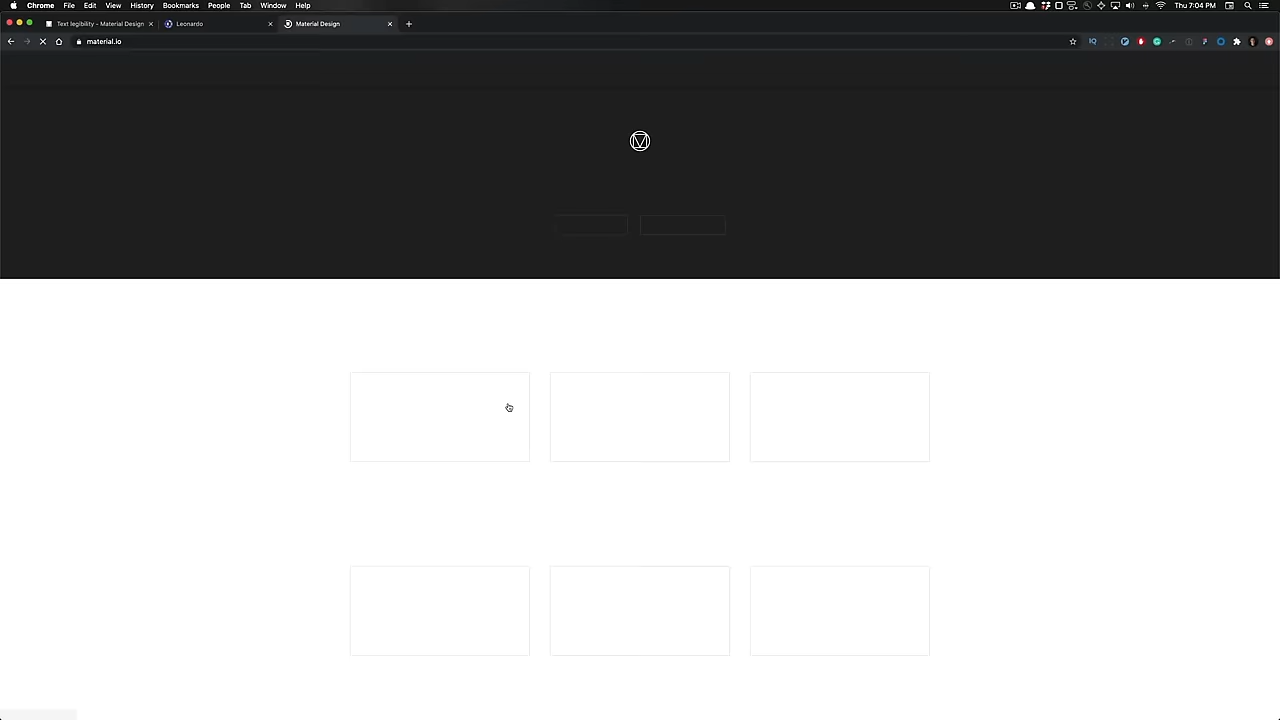 Chrome File Edit View History Bookmarks People Tab Window Help Thu 7:04 PM
Text legibility - Material Design Leonardo Material Design
material.io